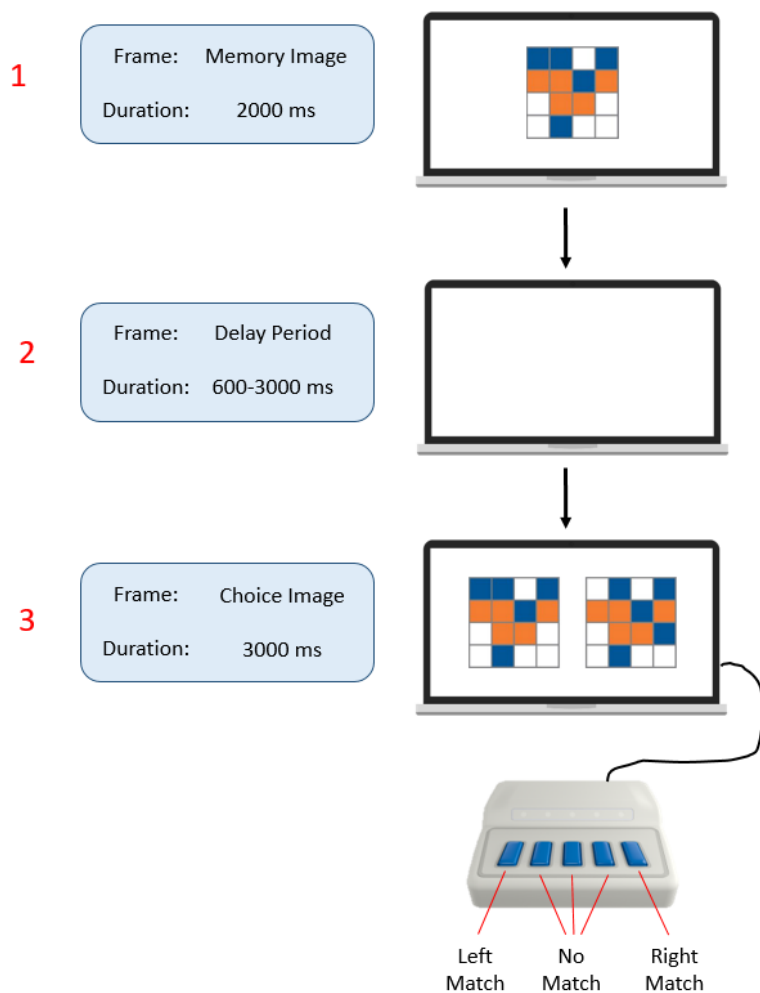 1
Frame: Memory Image
Duration: 2000 ms
2
Frame: Delay Period
Duration: 600-3000 ms
3
Frame: Choice Image
Duration: 3000 ms
Left Match
No Match
Right Match